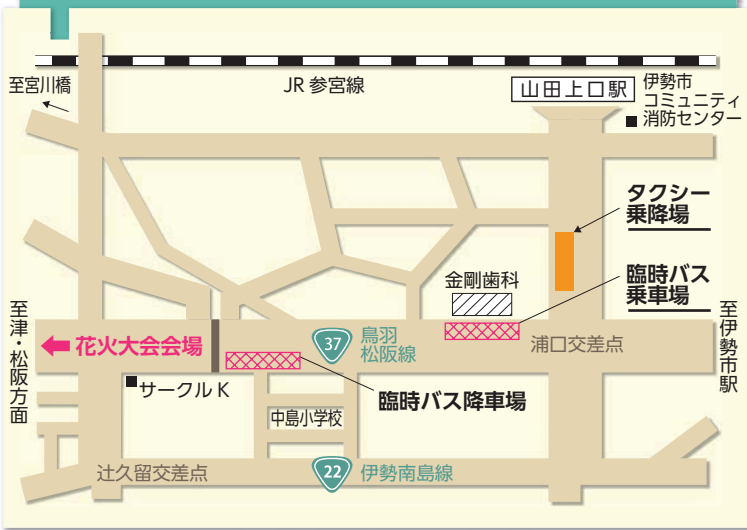 至宮川橋
JR 参宮線
山田上口駅
伊勢市
コミュニティ
消防センター
タクシー
乗降場
金剛歯科
臨時バス
乗車場
至津・松阪方面
花火大会会場
37
鳥羽
松阪線
浦口交差点
至伊勢市駅
サークル K
臨時バス降車場
中島小学校
辻久留交差点
22
伊勢南島線